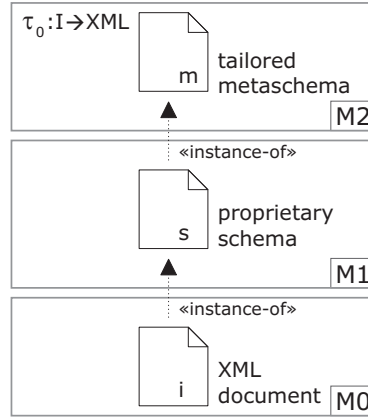 τ₀:I→XML
m
tailored
metaschema
M2
«instance-of»
s
proprietary
schema
M1
«instance-of»
i
XML
document
M0